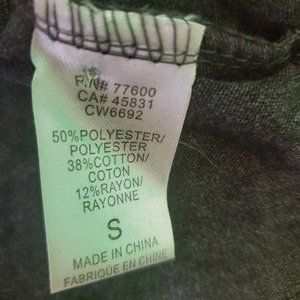 RN# 77600
CA# 45831
CW6692
50%POLYESTER/
POLYESTER
38%COTTON/
COTON
12%RAYON/
RAYONNE
S
MADE IN CHINA
FABRIQUE EN CHINE